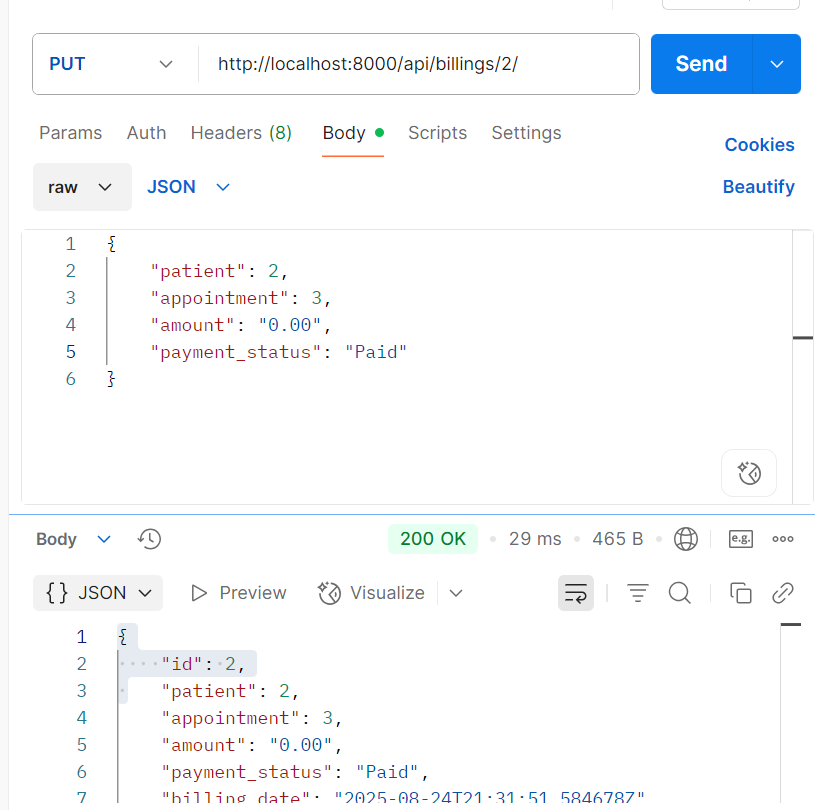 PUT http://localhost:8000/api/billings/2/ Send
Params Auth Headers (8) Body Scripts Settings Cookies
raw JSON Beautify
1 {
2 "patient": 2,
3 "appointment": 3,
4 "amount": "0.00",
5 "payment_status": "Paid"
6 }
Body 200 OK 29 ms 465 B e.g.
{} JSON Preview Visualize
1 {
2 "id": 2,
3 "patient": 2,
4 "appointment": 3,
5 "amount": "0.00",
6 "payment_status": "Paid",
7 "billing_date": "2025-08-24T21:31:51.584678Z"